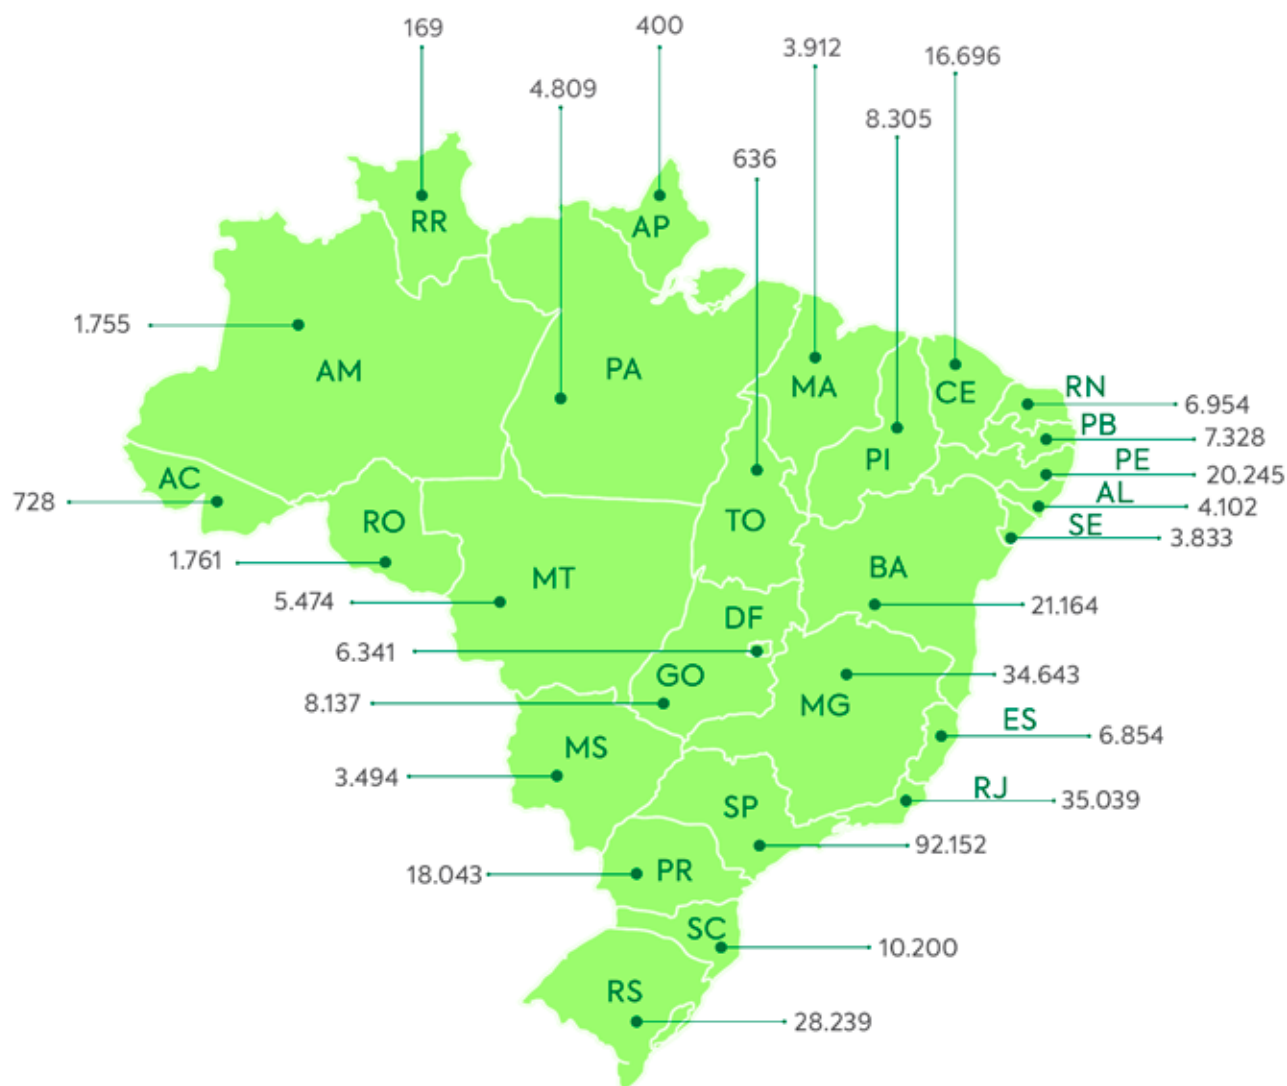 169
400
3.912
16.696
4.809
8.305
636
RR
AP
1.755
AM
PA
MA
CE
RN
6.954
PB
7.328
PI
PE
20.245
AC
728
AL
4.102
RO
TO
SE
3.833
1.761
MT
BA
5.474
21.164
DF
6.341
GO
34.643
8.137
MG
ES
6.854
MS
3.494
RJ
35.039
SP
92.152
18.043
PR
SC
10.200
RS
28.239